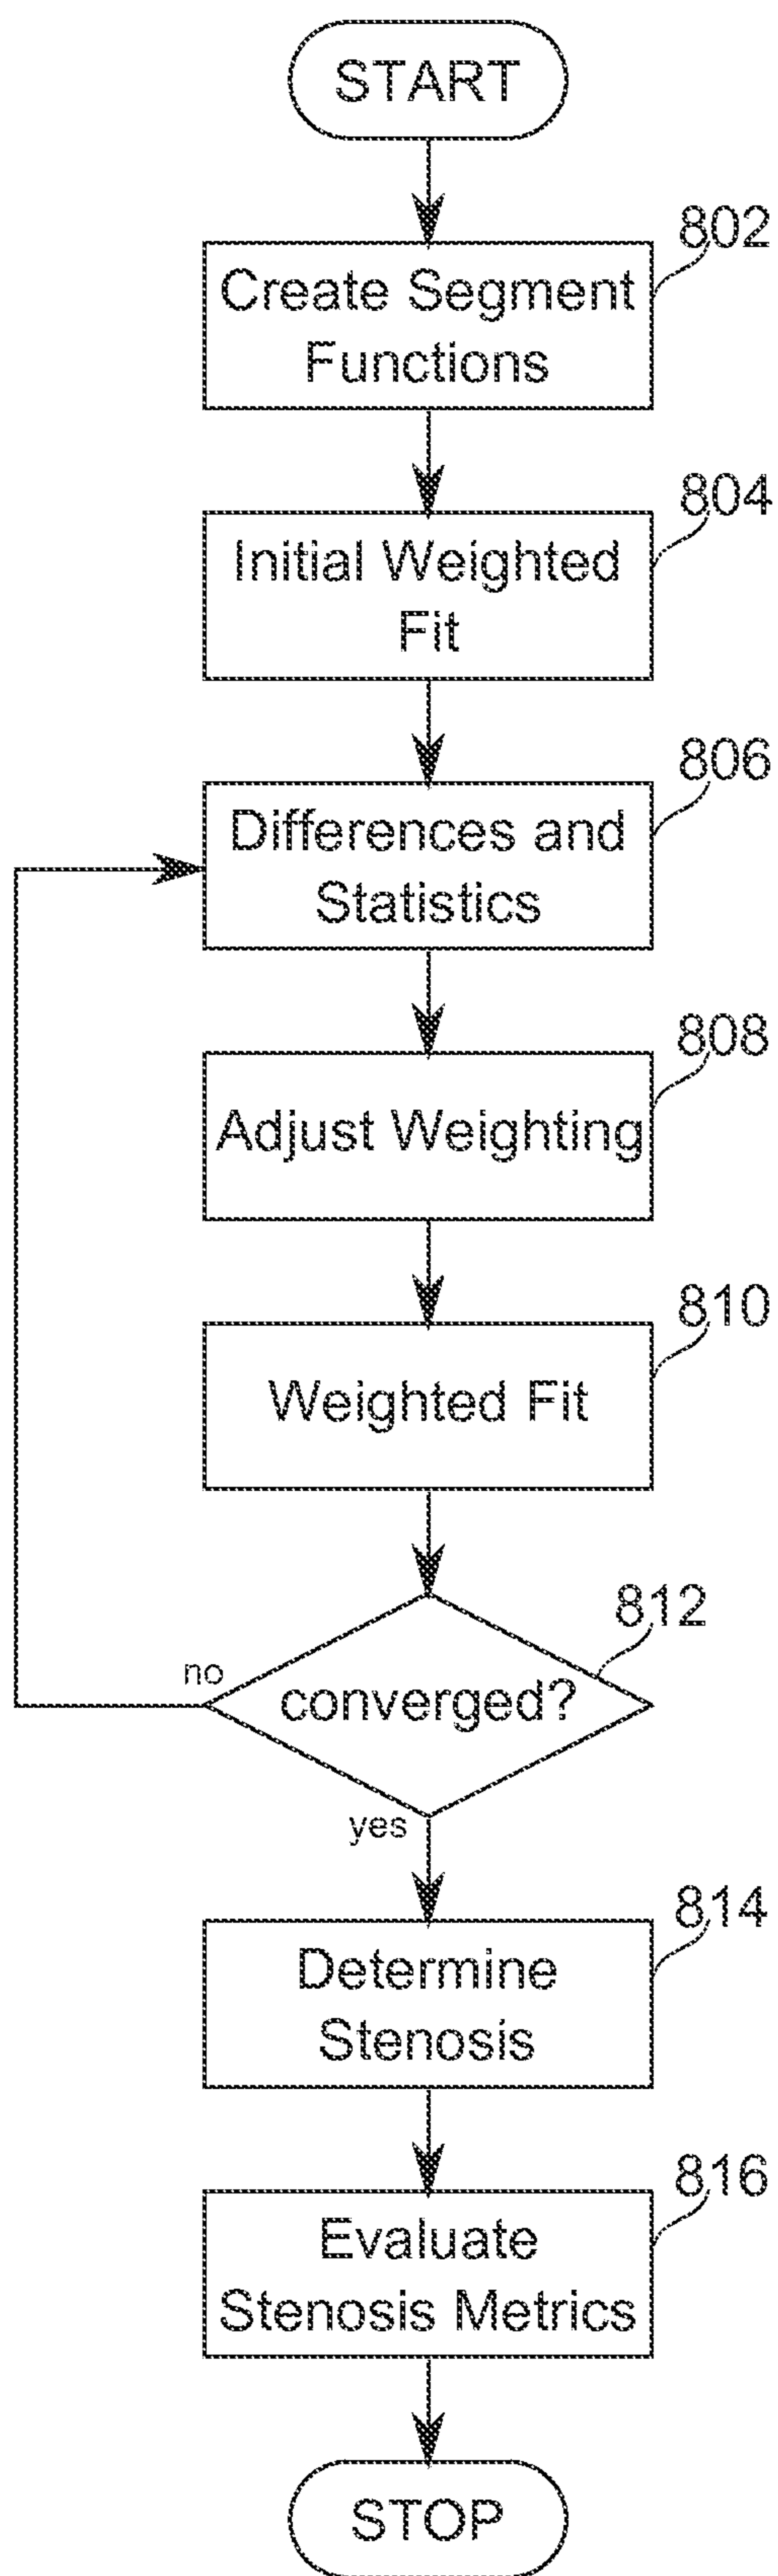 START
802
Create Segment
Functions
804
Initial Weighted
Fit
806
Differences and
Statistics
808
Adjust Weighting
810
Weighted Fit
812
no
converged?
yes
814
Determine
Stenosis
816
Evaluate
Stenosis Metrics
STOP